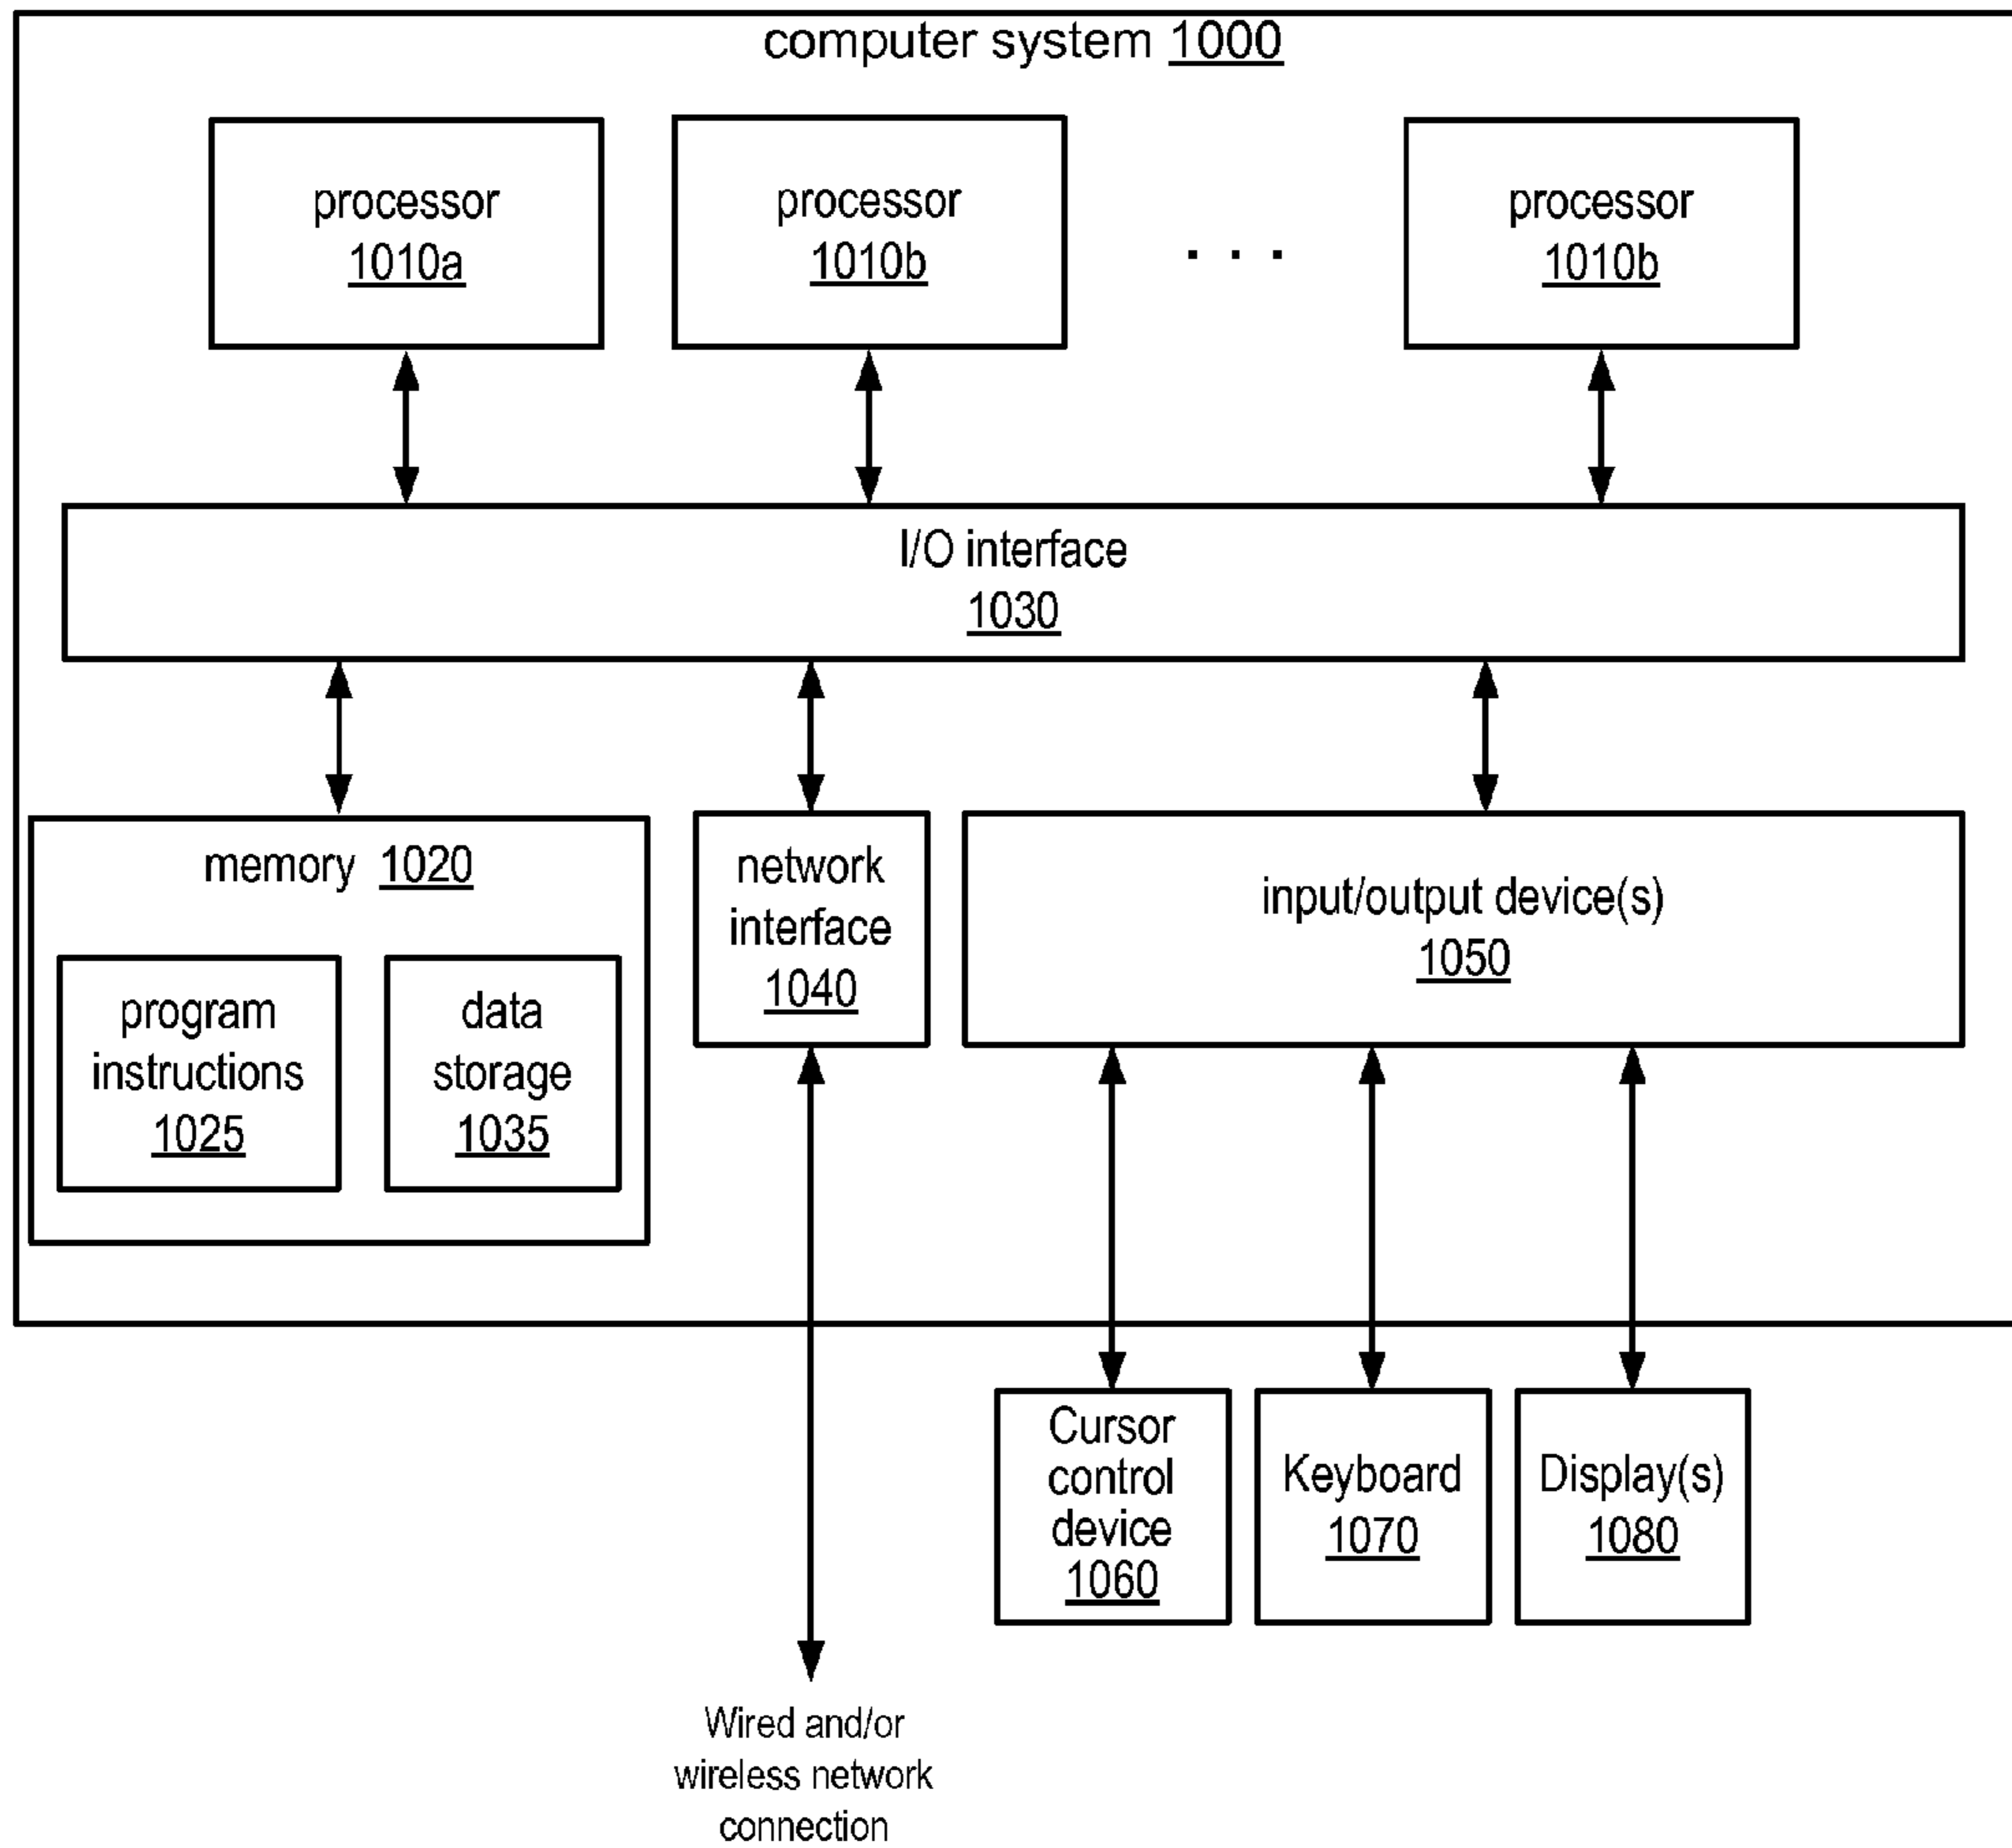 computer system 1000
processor
1010a
processor
1010b
. . .
processor
1010b
I/O interface
1030
memory 1020
program
instructions
1025
data
storage
1035
network
interface
1040
input/output device(s)
1050
Cursor
control
device
1060
Keyboard
1070
Display(s)
1080
Wired and/or
wireless network
connection